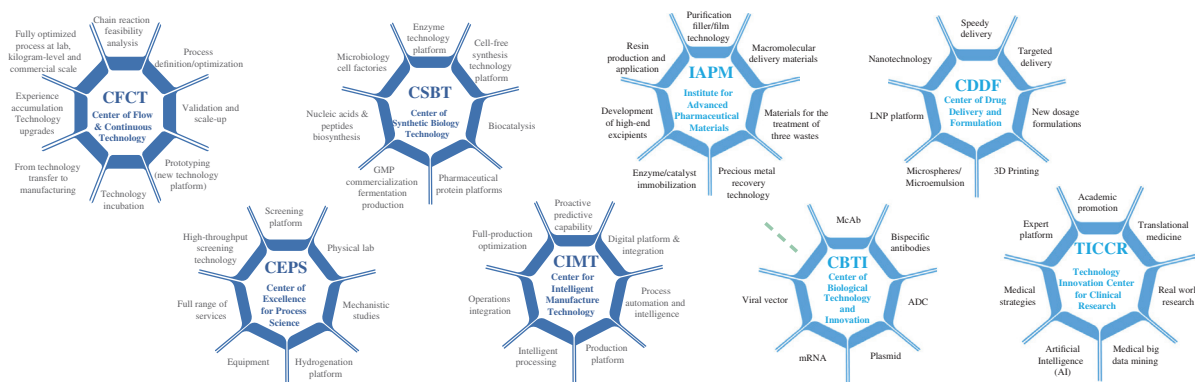 Chain reaction
feasibility
analysis
Fully optimized
process at lab,
kilogram-level and
commercial scale
Process
definition/optimization
Experience
accumulation
Technology
upgrades
CFCT
Center of Flow
& Continuous
Technology
Validation and
scale-up
From technology
transfer to
manufacturing
Technology
incubation
Prototyping
(new technology
platform)
Enzyme
technology
platform
Microbiology
cell factories
Cell-free
synthesis
technology
platform
Nucleic acids &
peptides
biosynthesis
CSBT
Center of
Synthetic Biology
Technology
Biocatalysis
GMP
commercialization
fermentation
production
Pharmaceutical
protein platforms
Purification
filler/film
technology
Resin
production and
application
Macromolecular
delivery materials
Development
of high-end
excipients
IAPM
Institute for
Advanced
Pharmaceutical
Materials
Materials for the
treatment of
three wastes
Enzyme/catalyst
immobilization
Precious metal
recovery
technology
Speedy
delivery
Nanotechnology
Targeted
delivery
LNP platform
CDDF
Center of Drug
Delivery and
Formulation
New dosage
formulations
Microspheres/
Microemulsion
3D Printing
Screening
platform
High-throughput
screening
technology
Physical lab
Full range of
services
CEPS
Center of
Excellence
for Process
Science
Mechanistic
studies
Equipment
Hydrogenation
platform
Proactive
predictive
capability
Full-production
optimization
Digital platform &
integration
Operations
integration
CIMT
Center for
Intelligent
Manufacture
Technology
Process
automation and
intelligence
Intelligent
processing
Production
platform
McAb
Bispecific
antibodies
Viral vector
CBTI
Center of
Biological
Technology
and
Innovation
ADC
mRNA
Plasmid
Academic
promotion
Expert
platform
Translational
medicine
Medical
strategies
TICCR
Technology
Innovation Center
for Clinical
Research
Real work
research
Artificial
Intelligence
(AI)
Medical big
data mining